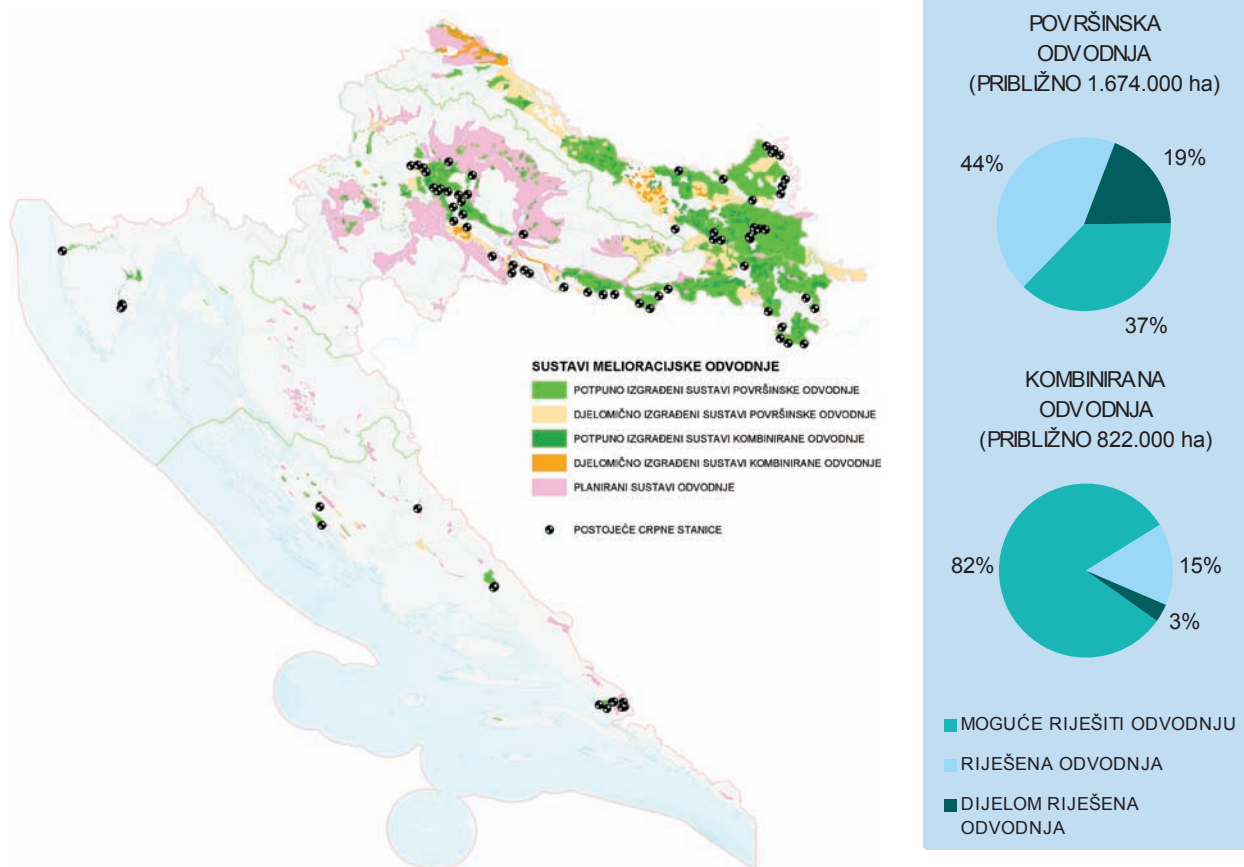 SUSTAVI MELIORACIJSKE ODVODNJE
POTPUNO IZGRAĐENI SUSTAVI POVRŠINSKE ODVODNJE
DJELOMIČNO IZGRAĐENI SUSTAVI POVRŠINSKE ODVODNJE
POTPUNO IZGRAĐENI SUSTAVI KOMBINIRANE ODVODNJE
DJELOMIČNO IZGRAĐENI SUSTAVI KOMBINIRANE ODVODNJE
PLANIRANI SUSTAVI ODVODNJE
POSTOJEĆE CRPNE STANICE
POVRŠINSKA
ODVODNJA
(PRIBLIŽNO 1.674.000 ha)
44%
19%
37%
KOMBINIRANA
ODVODNJA
(PRIBLIŽNO 822.000 ha)
82%
15%
3%
MOGUĆE RIJEŠITI ODVODNJU
RIJEŠENA ODVODNJA
DIJELOM RIJEŠENA
ODVODNJA